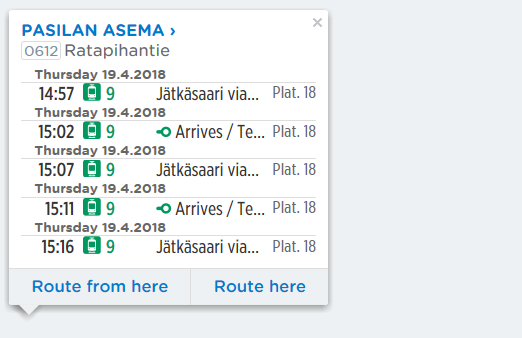 PASILAN ASEMA ›
×
0612 Ratapihantie
Thursday 19.4.2018
14:57 9 Jätkäsaari via... Plat. 18
Thursday 19.4.2018
15:02 9 Arrives / Te... Plat. 18
Thursday 19.4.2018
15:07 9 Jätkäsaari via... Plat. 18
Thursday 19.4.2018
15:11 9 Arrives / Te... Plat. 18
Thursday 19.4.2018
15:16 9 Jätkäsaari via... Plat. 18
Route from here Route here